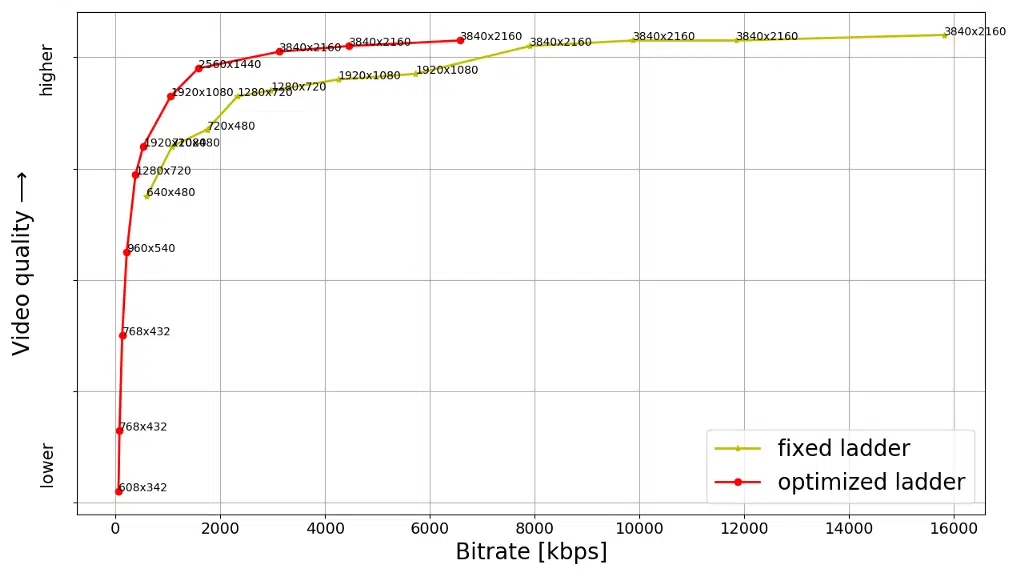 higher
Video quality ⟶
lower
3840x2160
3840x2160
3840x2160
3840x2160
3840x2160
3840x2160
3840x2160
2560x1440
1920x1080
1920x1080
1920x1080
1280x720
1280x720
720x480
1920x1080
720x480
1280x720
640x480
960x540
768x432
768x432
608x342
fixed ladder
optimized ladder
0 2000 4000 6000 8000 10000 12000 14000 16000
Bitrate [kbps]